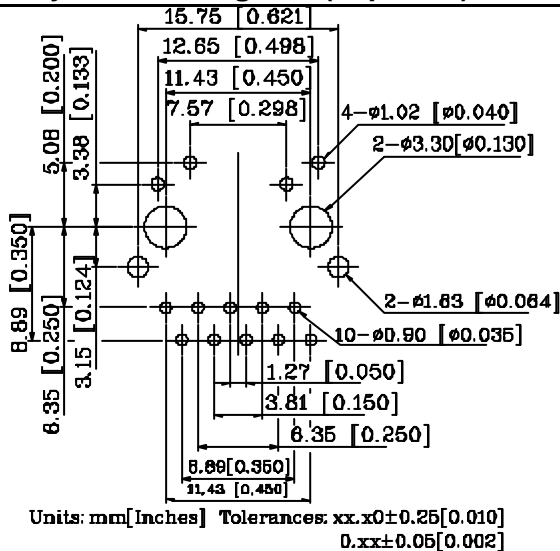 15.75 [0.621]
12.65 [0.498]
11.43 [0.450]
7.57 [0.298]
5.08 [0.200]
3.38 [0.133]
4-ø1.02 [ø0.040]
2-ø3.30[ø0.130]
8.89 [0.350]
6.35 [0.250]
3.15 [0.124]
2-ø1.63 [ø0.064]
10-ø0.90 [ø0.035]
1.27 [0.050]
3.81 [0.150]
6.35 [0.250]
8.89[0.350]
11.43 [0.450]
Units: mm[Inches] Tolerances: xx.x0±0.25[0.010]
0.xx±0.05[0.002]